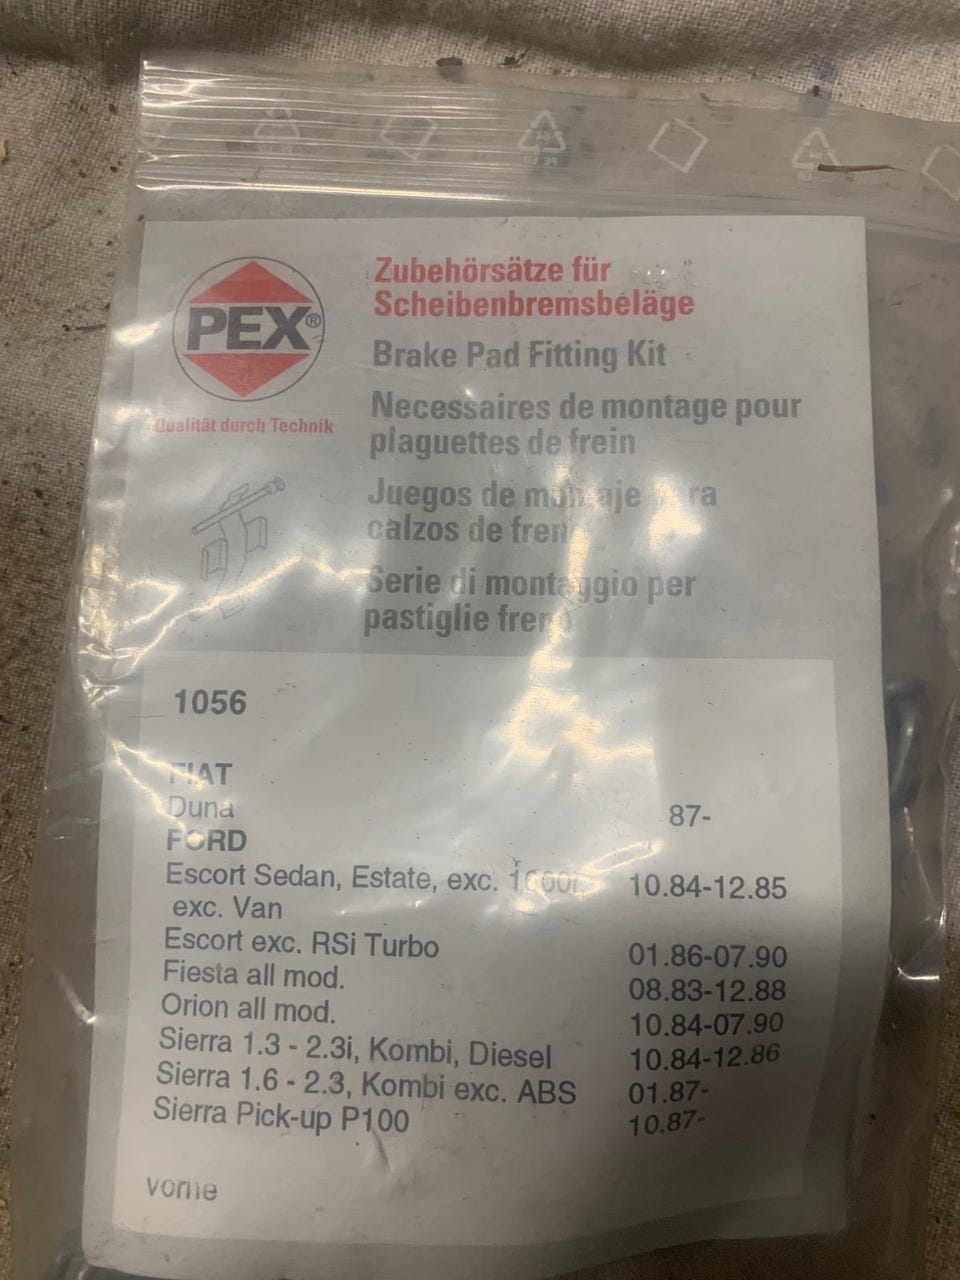 PEX®
Qualität durch Technik
Zubehörsätze für
Scheibenbremsbeläge
Brake Pad Fitting Kit
Necessaires de montage pour
plaguettes de frein
Juegos de
calzos de
Serie di montaggio per
pastiglie freno
1056
FIAT
Duna 87-
FORD
Escort Sedan, Estate, exc. 10.84-12.85
exc. Van
Escort exc. RSi Turbo 01.86-07.90
Fiesta all mod. 08.83-12.88
Orion all mod. 10.84-07.90
Sierra 1.3 - 2.3i, Kombi, Diesel 10.84-12.86
Sierra 1.6 - 2.3, Kombi exc. ABS 01.87-
Sierra Pick-up P100 10.87-
vorne